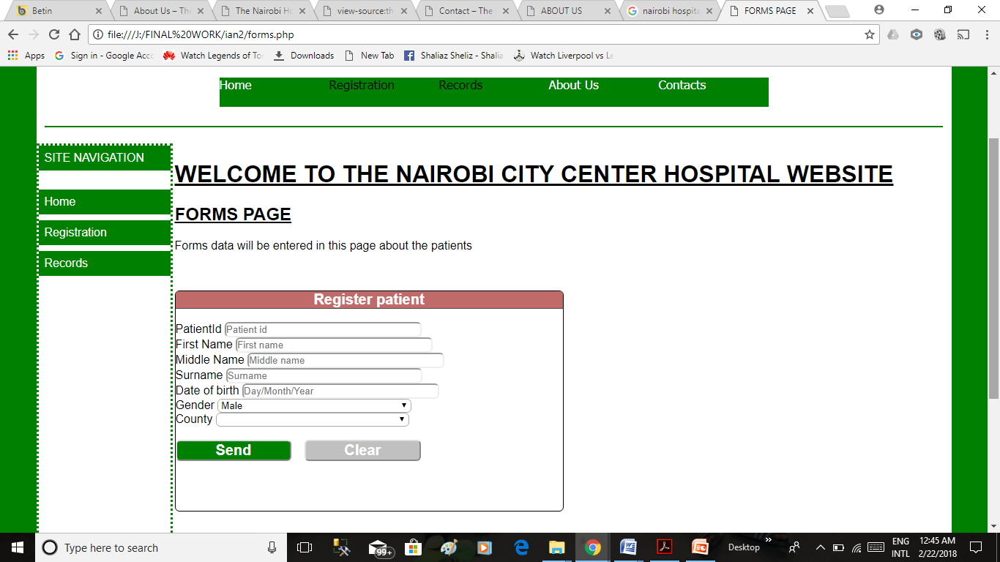 Betin
About Us – The
The Nairobi Ho
view-source:th
Contact – The
ABOUT US
nairobi hospita
FORMS PAGE
file:///J:/FINAL%20WORK/ian2/forms.php
Apps
Sign in - Google Acco
Watch Legends of To
Downloads
New Tab
Shaliaz Sheliz - Shalia
Watch Liverpool vs Le
Home Registration Records About Us Contacts
SITE NAVIGATION
Home
Registration
Records
WELCOME TO THE NAIROBI CITY CENTER HOSPITAL WEBSITE
FORMS PAGE
Forms data will be entered in this page about the patients
Register patient
PatientId Patient id
First Name First name
Middle Name Middle name
Surname Surname
Date of birth Day/Month/Year
Gender Male
County
Send Clear
Type here to search
99+
Desktop
ENG
INTL
12:45 AM
2/22/2018